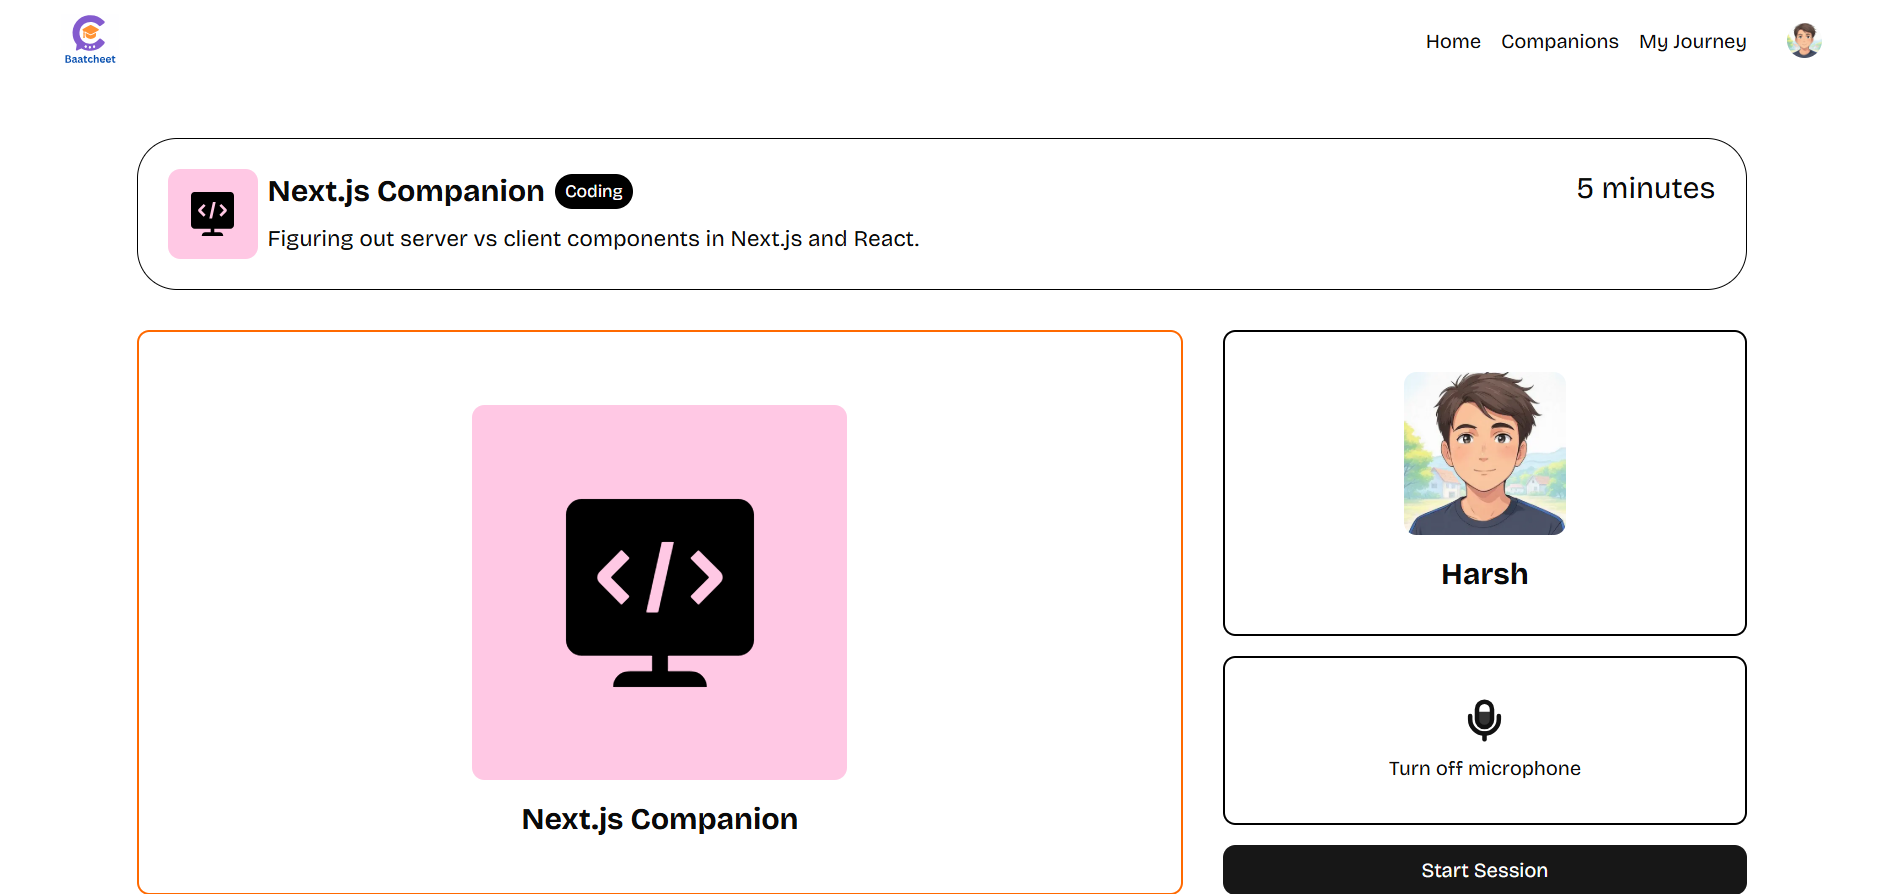 Baatcheet
Home Companions My Journey
Next.js Companion Coding
5 minutes
Figuring out server vs client components in Next.js and React.
</>
Next.js Companion
Harsh
Turn off microphone
Start Session